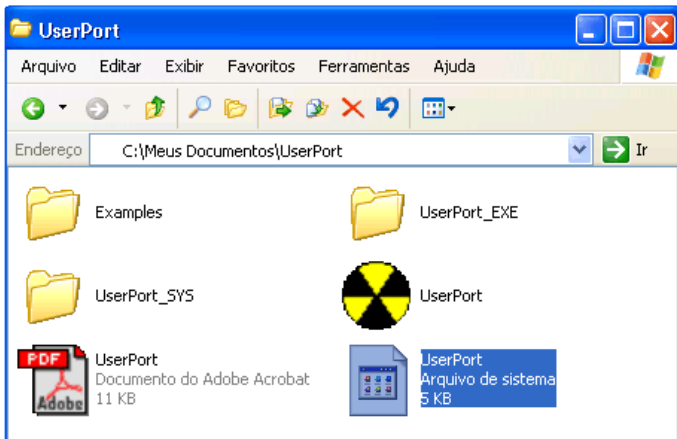 UserPort
Arquivo Editar Exibir Favoritos Ferramentas Ajuda
Endereço C:\Meus Documentos\UserPort Ir
Examples UserPort_EXE
UserPort_SYS UserPort
PDF
Adobe
UserPort
Documento do Adobe Acrobat
11 KB
UserPort
Arquivo de sistema
5 KB